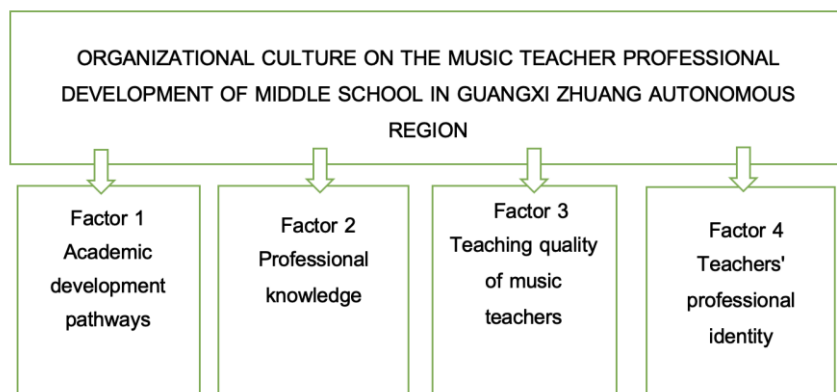 ORGANIZATIONAL CULTURE ON THE MUSIC TEACHER PROFESSIONAL
DEVELOPMENT OF MIDDLE SCHOOL IN GUANGXI ZHUANG AUTONOMOUS
REGION
Factor 1
Academic
development
pathways
Factor 2
Professional
knowledge
Factor 3
Teaching quality
of music
teachers
Factor 4
Teachers'
professional
identity